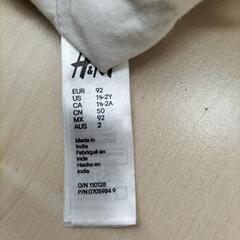 H&M
EUR 92
US 1½-2Y
CA 1½-2A
CN 50
MX 92
AUS 2
Made in
India
Fabriqué en
Inde
Hecho en
India
O/N 110128
P/N 0705984 9